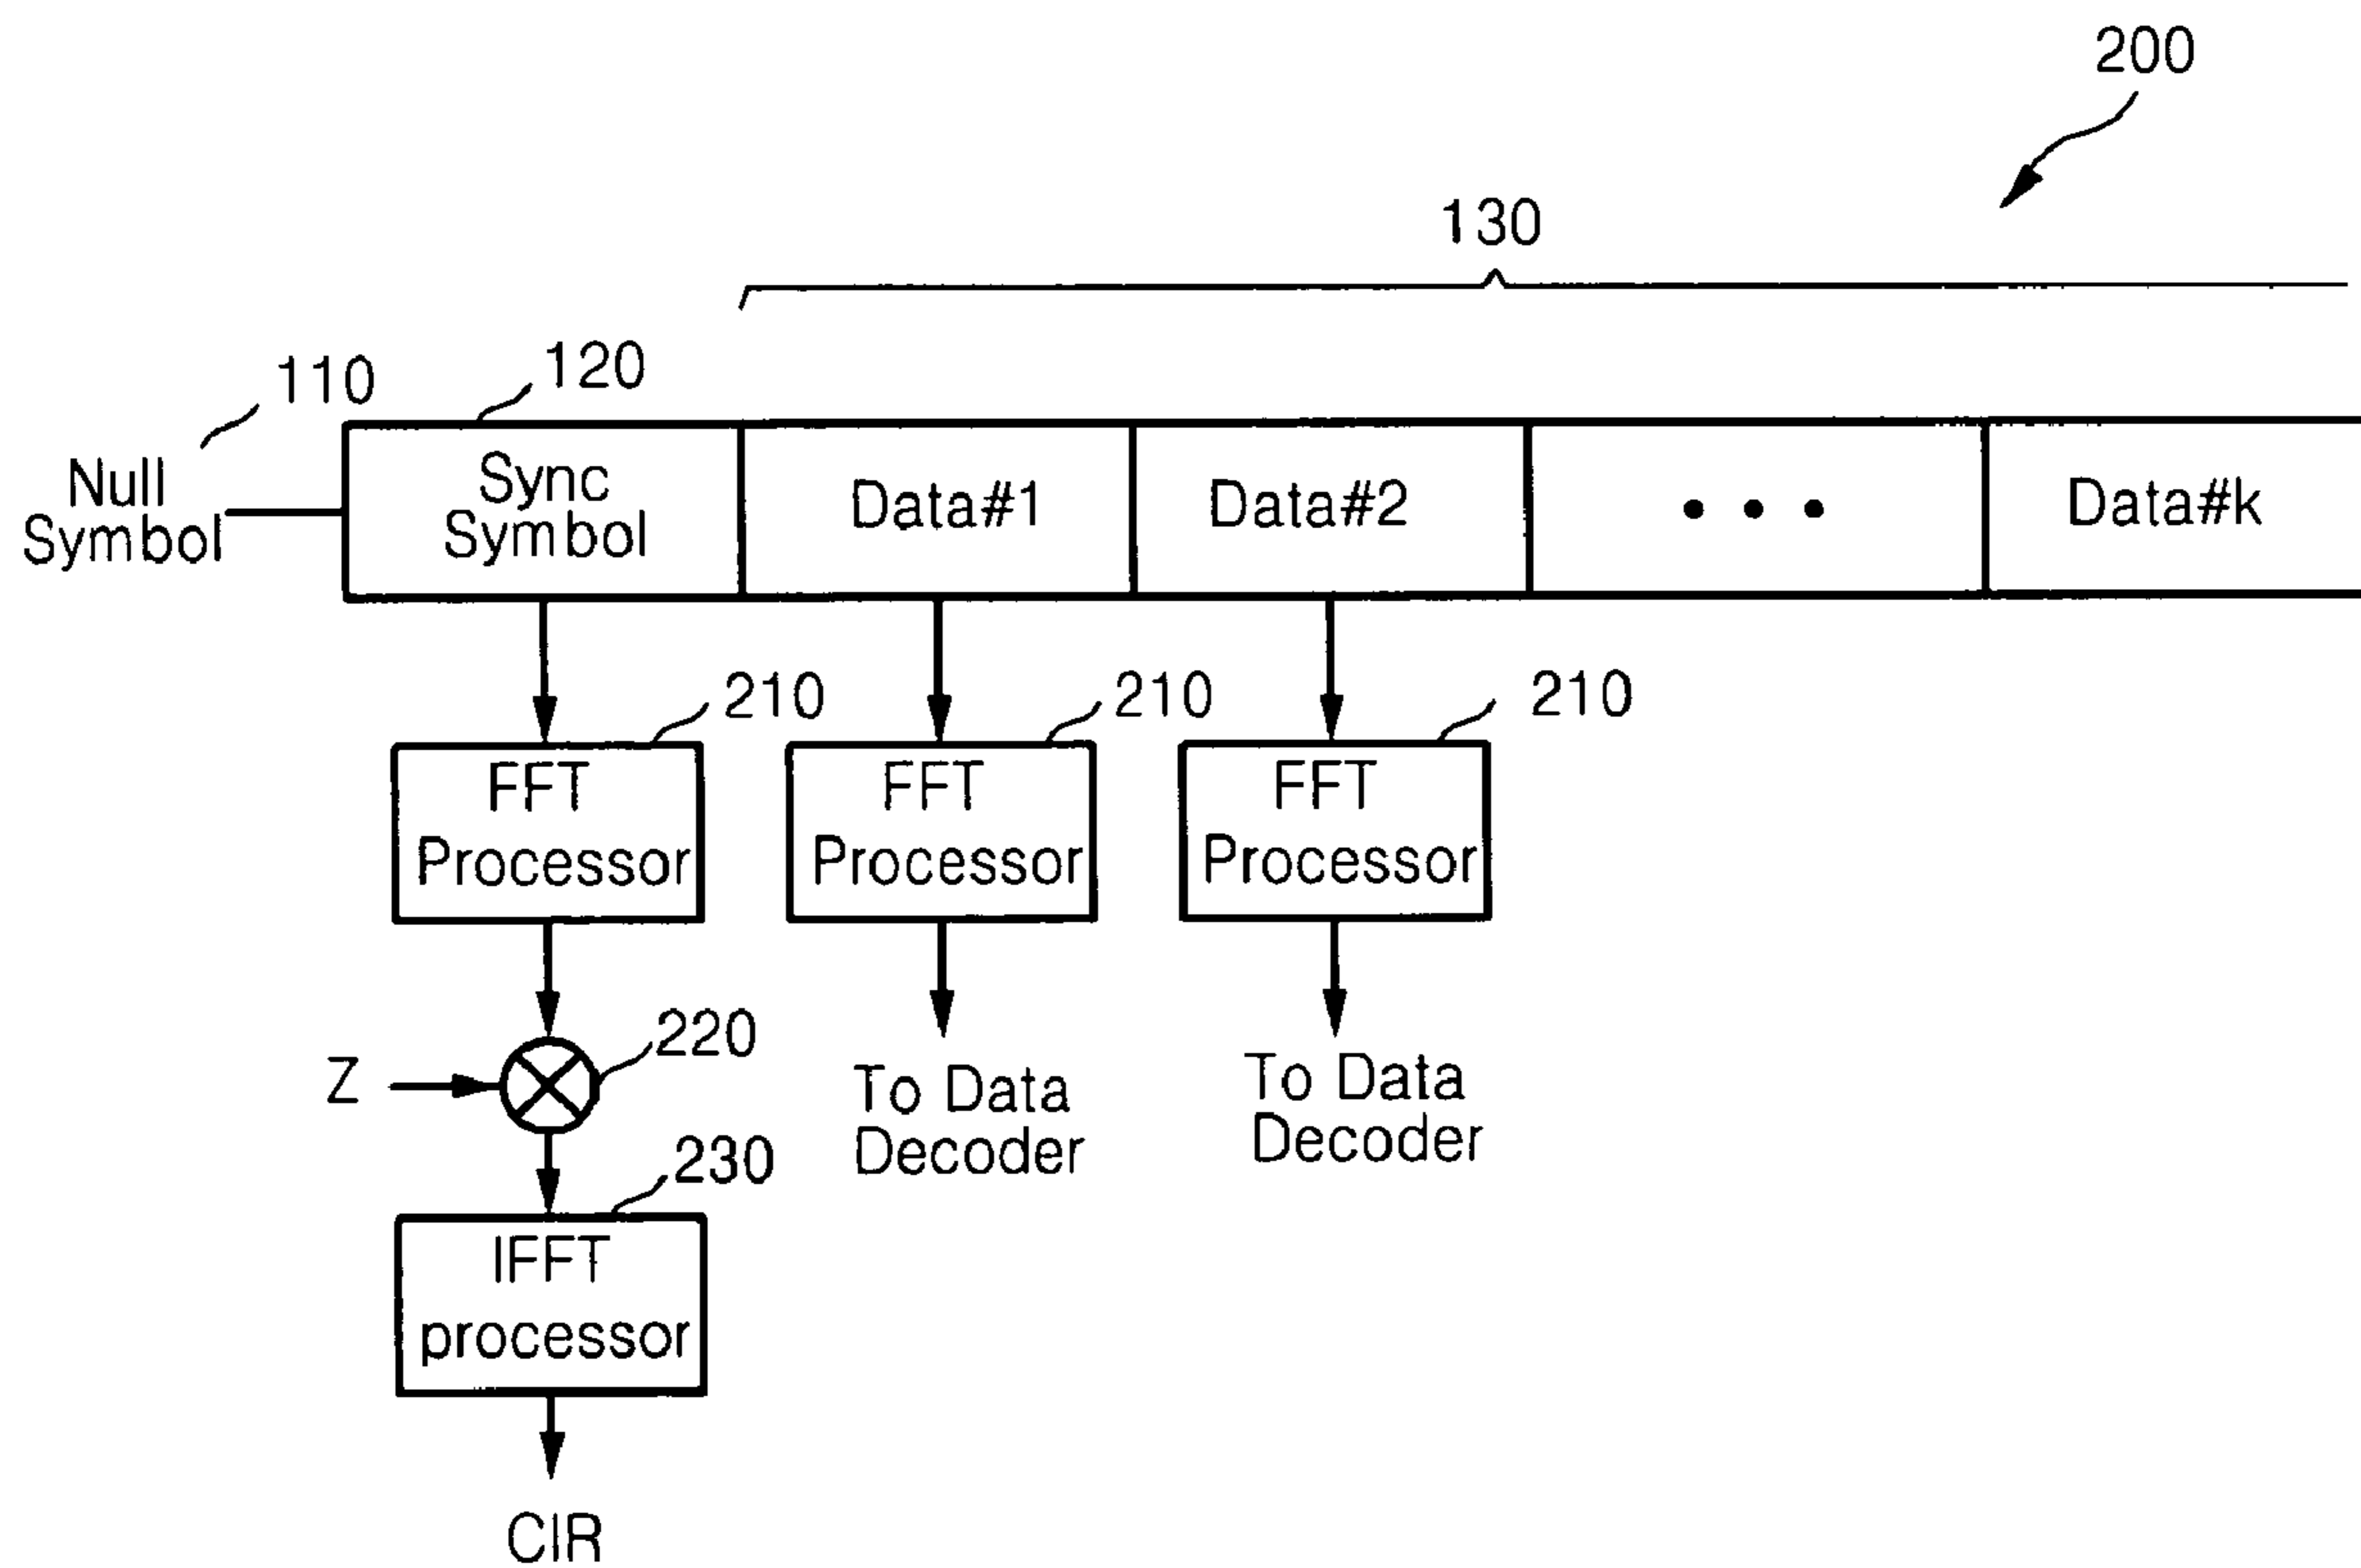 200
130
110
120
Null
Symbol
Sync
Symbol
Data#1
Data#2
• • •
Data#k
210
210
210
FFT
Processor
FFT
Processor
FFT
Processor
Z
220
To Data
Decoder
To Data
Decoder
230
IFFT
processor
CIR